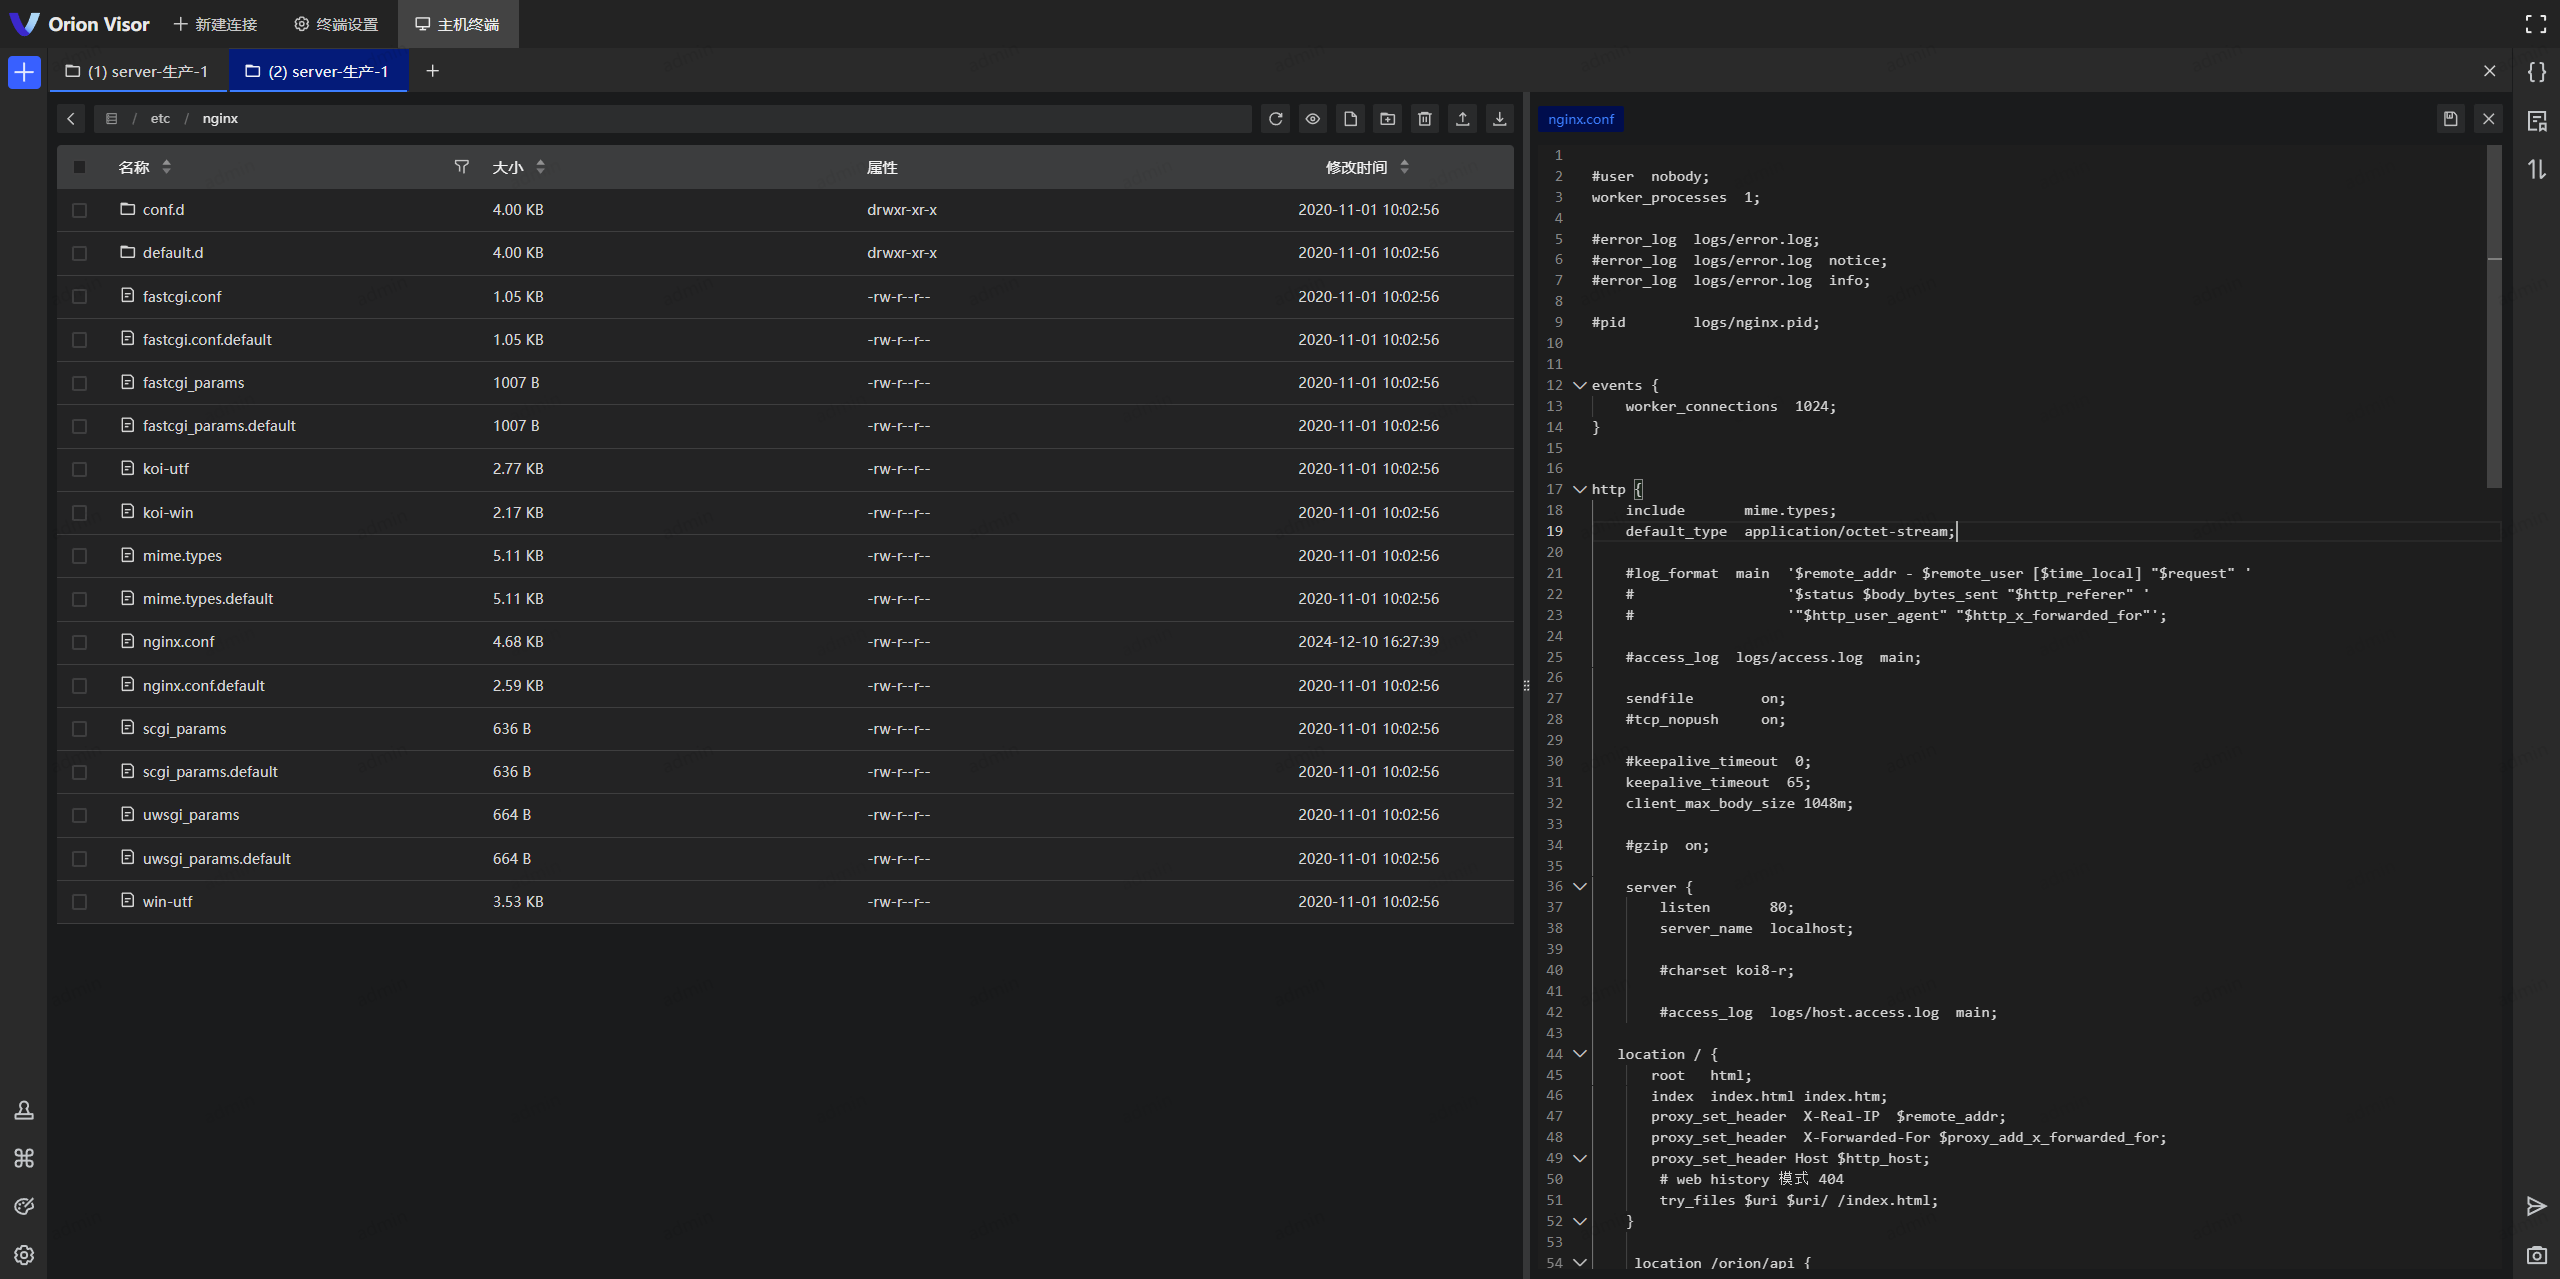 Orion Visor
新建连接
终端设置
主机终端
(1) server-生产-1
(2) server-生产-1
/ etc / nginx
nginx.conf
名称 大小 属性 修改时间
conf.d 4.00 KB drwxr-xr-x 2020-11-01 10:02:56
default.d 4.00 KB drwxr-xr-x 2020-11-01 10:02:56
fastcgi.conf 1.05 KB -rw-r--r-- 2020-11-01 10:02:56
fastcgi.conf.default 1.05 KB -rw-r--r-- 2020-11-01 10:02:56
fastcgi_params 1007 B -rw-r--r-- 2020-11-01 10:02:56
fastcgi_params.default 1007 B -rw-r--r-- 2020-11-01 10:02:56
koi-utf 2.77 KB -rw-r--r-- 2020-11-01 10:02:56
koi-win 2.17 KB -rw-r--r-- 2020-11-01 10:02:56
mime.types 5.11 KB -rw-r--r-- 2020-11-01 10:02:56
mime.types.default 5.11 KB -rw-r--r-- 2020-11-01 10:02:56
nginx.conf 4.68 KB -rw-r--r-- 2024-12-10 16:27:39
nginx.conf.default 2.59 KB -rw-r--r-- 2020-11-01 10:02:56
scgi_params 636 B -rw-r--r-- 2020-11-01 10:02:56
scgi_params.default 636 B -rw-r--r-- 2020-11-01 10:02:56
uwsgi_params 664 B -rw-r--r-- 2020-11-01 10:02:56
uwsgi_params.default 664 B -rw-r--r-- 2020-11-01 10:02:56
win-utf 3.53 KB -rw-r--r-- 2020-11-01 10:02:56
1
2 #user  nobody;
3 worker_processes  1;
4
5 #error_log  logs/error.log;
6 #error_log  logs/error.log  notice;
7 #error_log  logs/error.log  info;
8
9 #pid        logs/nginx.pid;
10
11
12 events {
13     worker_connections  1024;
14 }
15
16
17 http {
18     include       mime.types;
19     default_type  application/octet-stream;
20
21     #log_format  main  '$remote_addr - $remote_user [$time_local] "$request" '
22     #                  '$status $body_bytes_sent "$http_referer" '
23     #                  '"$http_user_agent" "$http_x_forwarded_for"';
24
25     #access_log  logs/access.log  main;
26
27     sendfile        on;
28     #tcp_nopush     on;
29
30     #keepalive_timeout  0;
31     keepalive_timeout  65;
32     client_max_body_size 1048m;
33
34     #gzip  on;
35
36     server {
37         listen       80;
38         server_name  localhost;
39
40         #charset koi8-r;
41
42         #access_log  logs/host.access.log  main;
43
44    location / {
45        root   html;
46        index  index.html index.htm;
47        proxy_set_header  X-Real-IP  $remote_addr;
48        proxy_set_header  X-Forwarded-For $proxy_add_x_forwarded_for;
49        proxy_set_header Host $http_host;
50         # web history 模式 404
51         try_files $uri $uri/ /index.html;
52     }
53
54      location /orion/api {